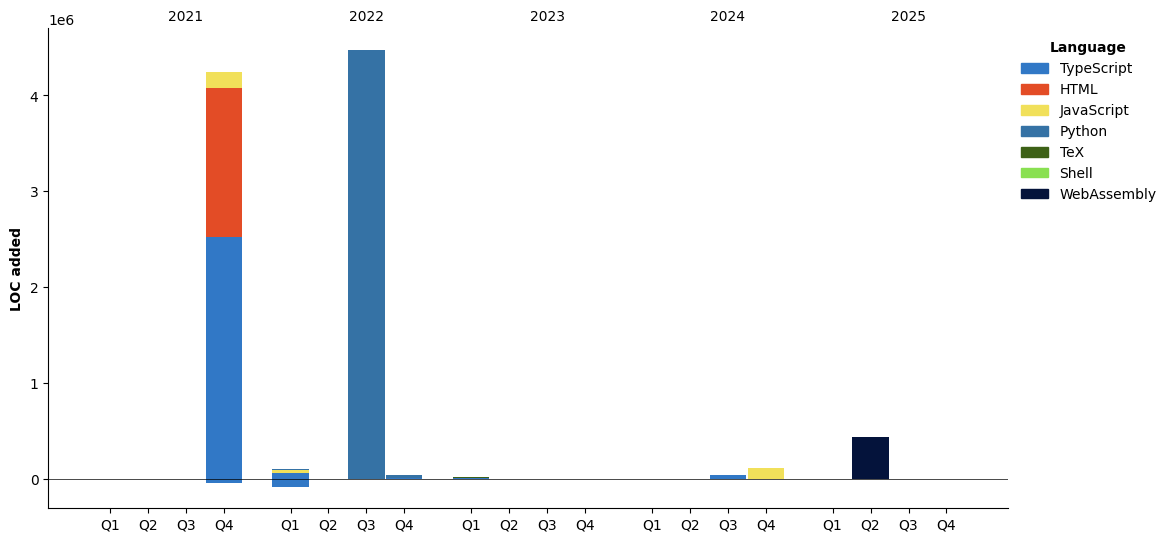 1e6
2021 2022 2023 2024 2025
LOC added
4
3
2
1
0
Q1 Q2 Q3 Q4 Q1 Q2 Q3 Q4 Q1 Q2 Q3 Q4 Q1 Q2 Q3 Q4 Q1 Q2 Q3 Q4
Language
TypeScript
HTML
JavaScript
Python
TeX
Shell
WebAssembly